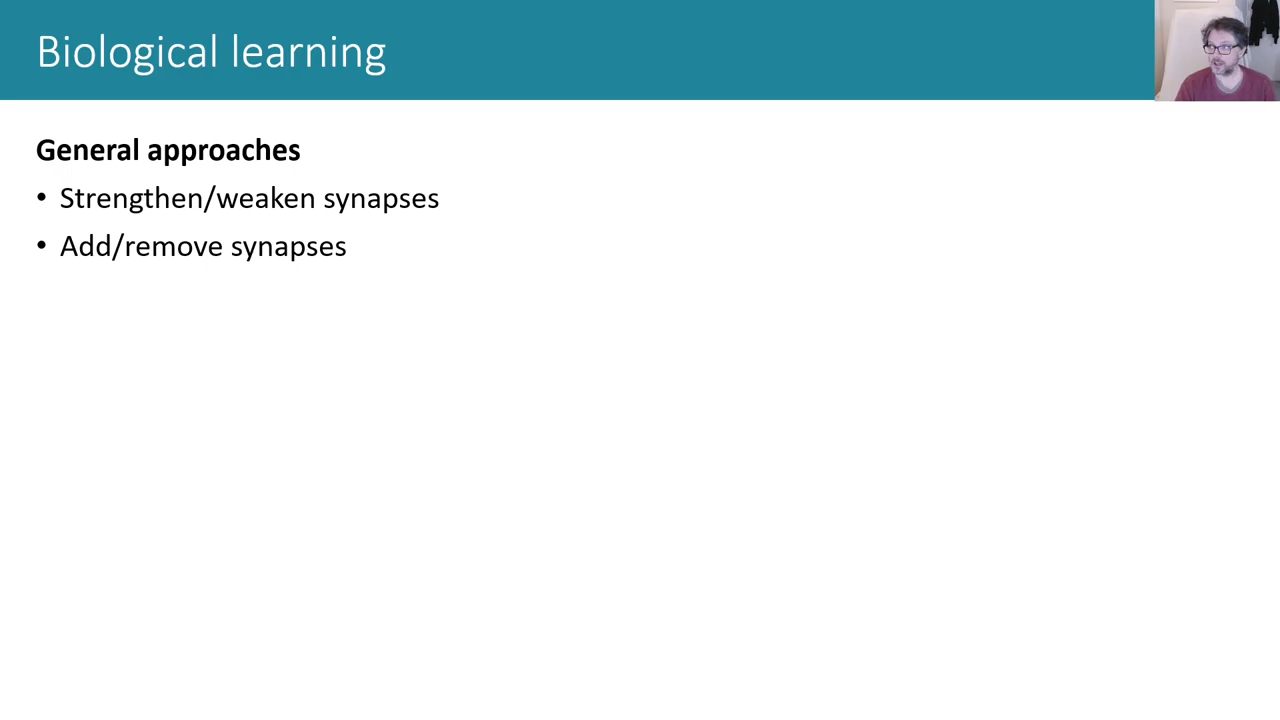 Biological learning
General approaches
• Strengthen/weaken synapses
• Add/remove synapses